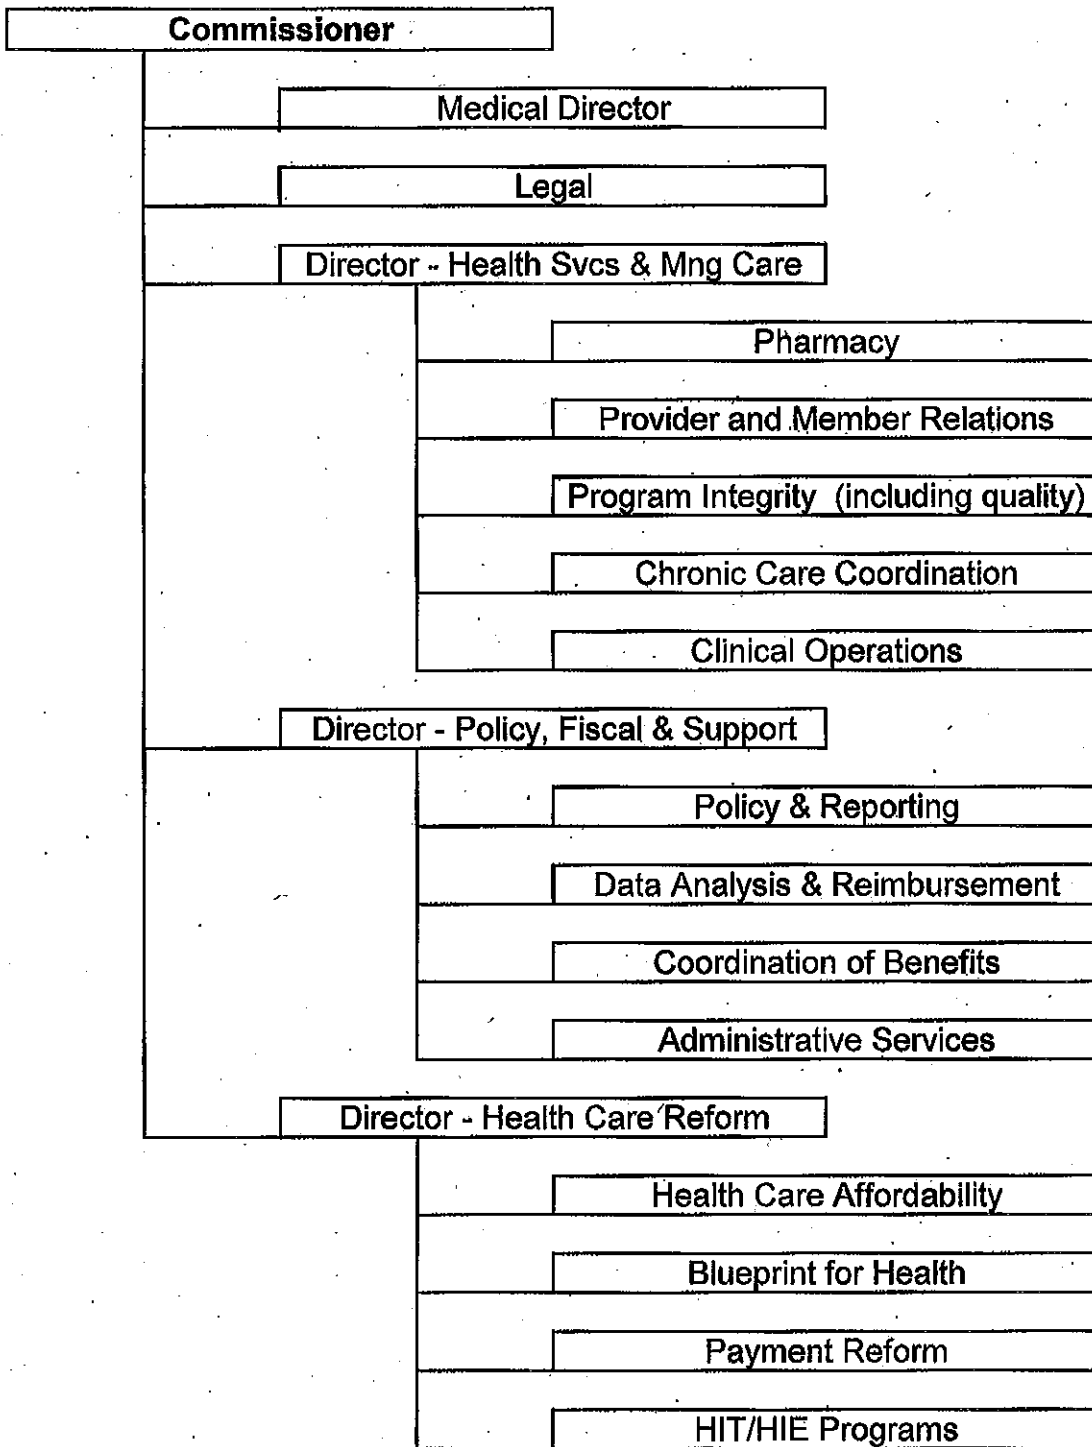 Commissioner
Medical Director
Legal
Director - Health Svcs & Mng Care
Pharmacy
Provider and Member Relations
Program Integrity (including quality)
Chronic Care Coordination
Clinical Operations
Director - Policy, Fiscal & Support
Policy & Reporting
Data Analysis & Reimbursement
Coordination of Benefits
Administrative Services
Director - Health Care Reform
Health Care Affordability
Blueprint for Health
Payment Reform
HIT/HIE Programs